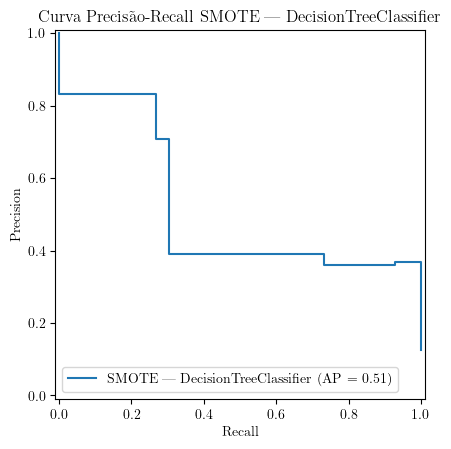 Curva Precisão-Recall SMOTE — DecisionTreeClassifier
1.0
0.8
0.6
0.4
0.2
0.0
Precision
SMOTE — DecisionTreeClassifier (AP = 0.51)
0.0 0.2 0.4 0.6 0.8 1.0
Recall